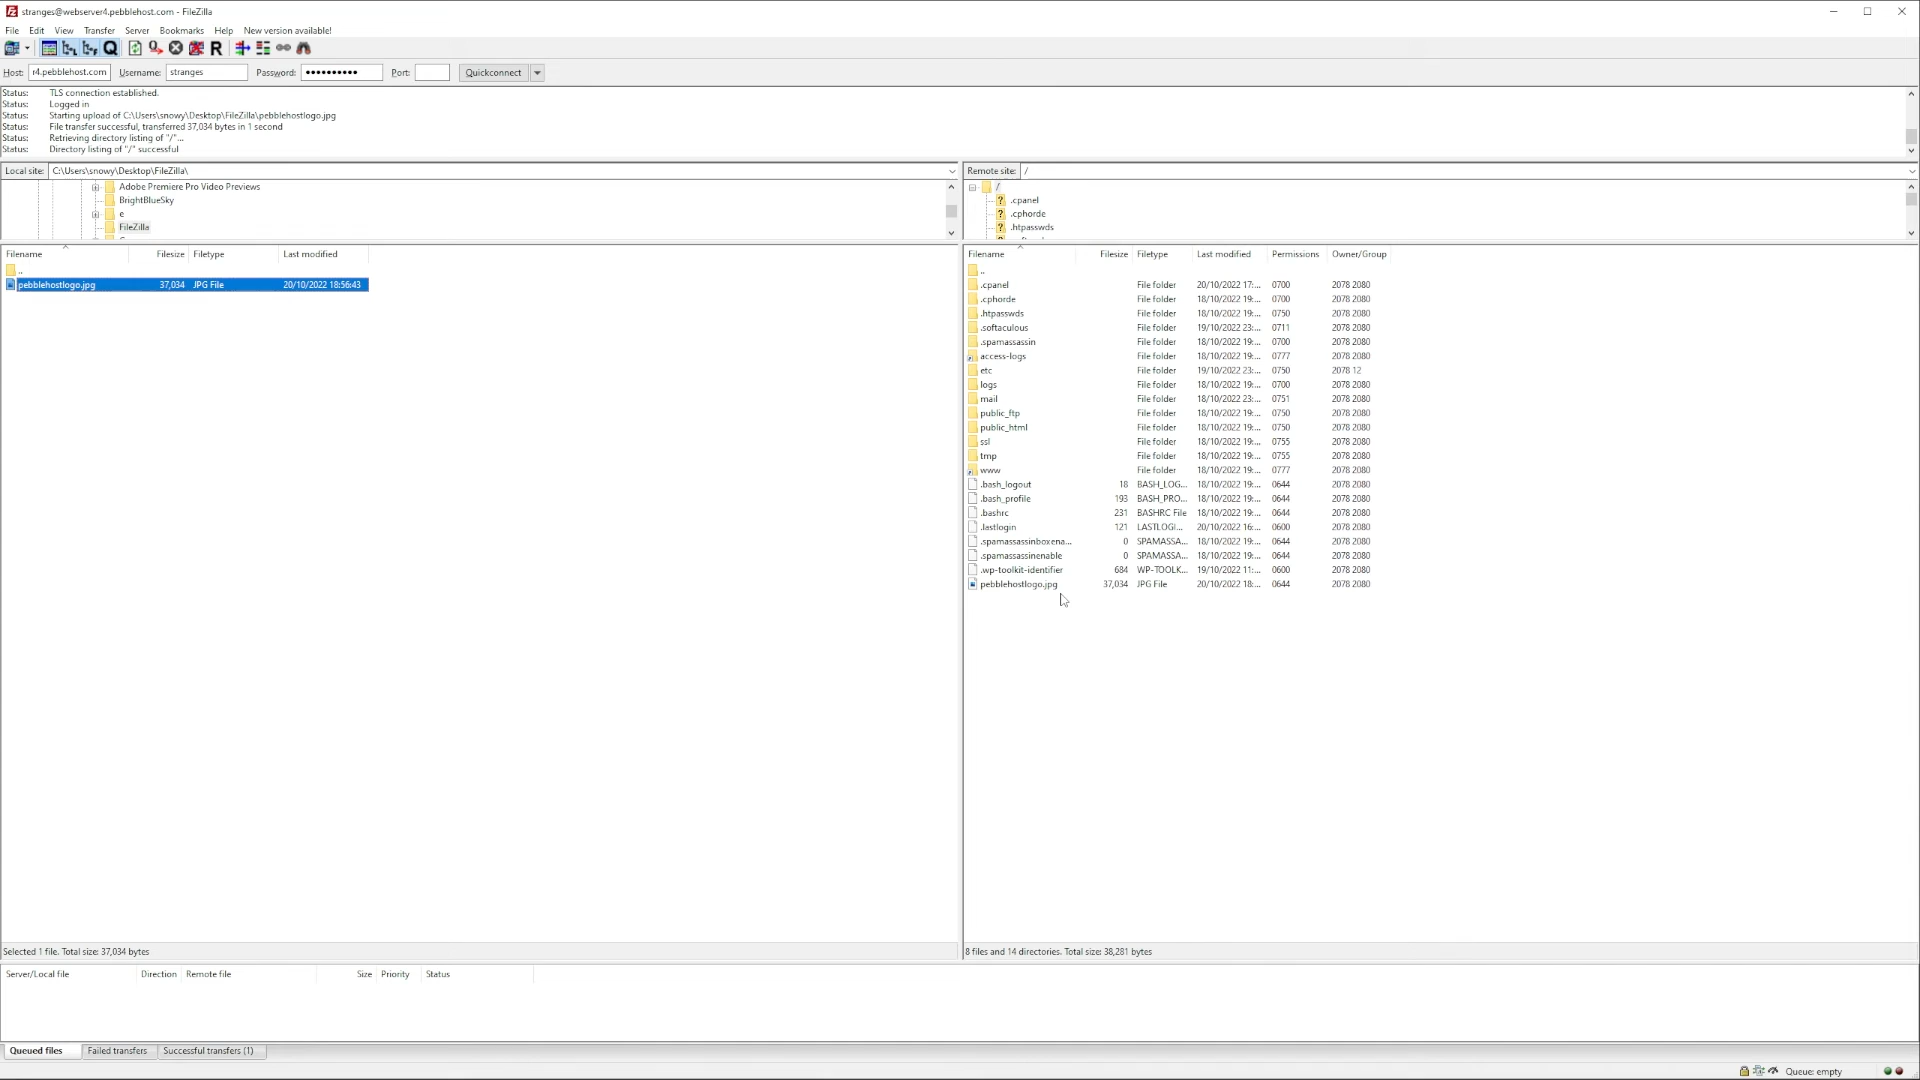 stranges@webserver4.pebblehost.com - FileZilla
File Edit View Transfer Server Bookmarks Help New version available!
Host: r4.pebblehost.com Username: stranges Password: ●●●●●●●●●● Port: Quickconnect
Status: TLS connection established.
Status: Logged in
Status: Starting upload of C:\Users\snowy\Desktop\FileZilla\pebblehostlogo.jpg
Status: File transfer successful, transferred 37,034 bytes in 1 second
Status: Retrieving directory listing of "/"...
Status: Directory listing of "/" successful
Local site: C:\Users\snowy\Desktop\FileZilla\
Adobe Premiere Pro Video Previews
BrightBlueSky
e
FileZilla
Filename Filesize Filetype Last modified
..
pebblehostlogo.jpg 37,034 JPG File 20/10/2022 18:56:43
Selected 1 file. Total size: 37,034 bytes
Remote site: /
/
.cpanel
.cphorde
.htpasswds
Filename Filesize Filetype Last modified Permissions Owner/Group
..
.cpanel File folder 20/10/2022 17:... 0700 2078 2080
.cphorde File folder 18/10/2022 19:... 0700 2078 2080
.htpasswds File folder 18/10/2022 19:... 0750 2078 2080
.softaculous File folder 19/10/2022 23:... 0711 2078 2080
.spamassassin File folder 18/10/2022 19:... 0700 2078 2080
access-logs File folder 18/10/2022 19:... 0777 2078 2080
etc File folder 19/10/2022 23:... 0750 2078 12
logs File folder 18/10/2022 19:... 0700 2078 2080
mail File folder 18/10/2022 23:... 0751 2078 2080
public_ftp File folder 18/10/2022 19:... 0750 2078 2080
public_html File folder 18/10/2022 19:... 0750 2078 2080
ssl File folder 18/10/2022 19:... 0755 2078 2080
tmp File folder 18/10/2022 19:... 0755 2078 2080
www File folder 18/10/2022 19:... 0777 2078 2080
.bash_logout 18 BASH_LOG... 18/10/2022 19:... 0644 2078 2080
.bash_profile 193 BASH_PRO... 18/10/2022 19:... 0644 2078 2080
.bashrc 231 BASHRC File 18/10/2022 19:... 0644 2078 2080
.lastlogin 121 LASTLOGI... 20/10/2022 16:... 0600 2078 2080
.spamassassinboxena... 0 SPAMASSA... 18/10/2022 19:... 0644 2078 2080
.spamassassinenable 0 SPAMASSA... 18/10/2022 19:... 0644 2078 2080
.wp-toolkit-identifier 684 WP-TOOLK... 19/10/2022 11:... 0600 2078 2080
pebblehostlogo.jpg 37,034 JPG File 20/10/2022 18:... 0644 2078 2080
8 files and 14 directories. Total size: 38,281 bytes
Server/Local file Direction Remote file Size Priority Status
Queued files Failed transfers Successful transfers (1)
Queue: empty